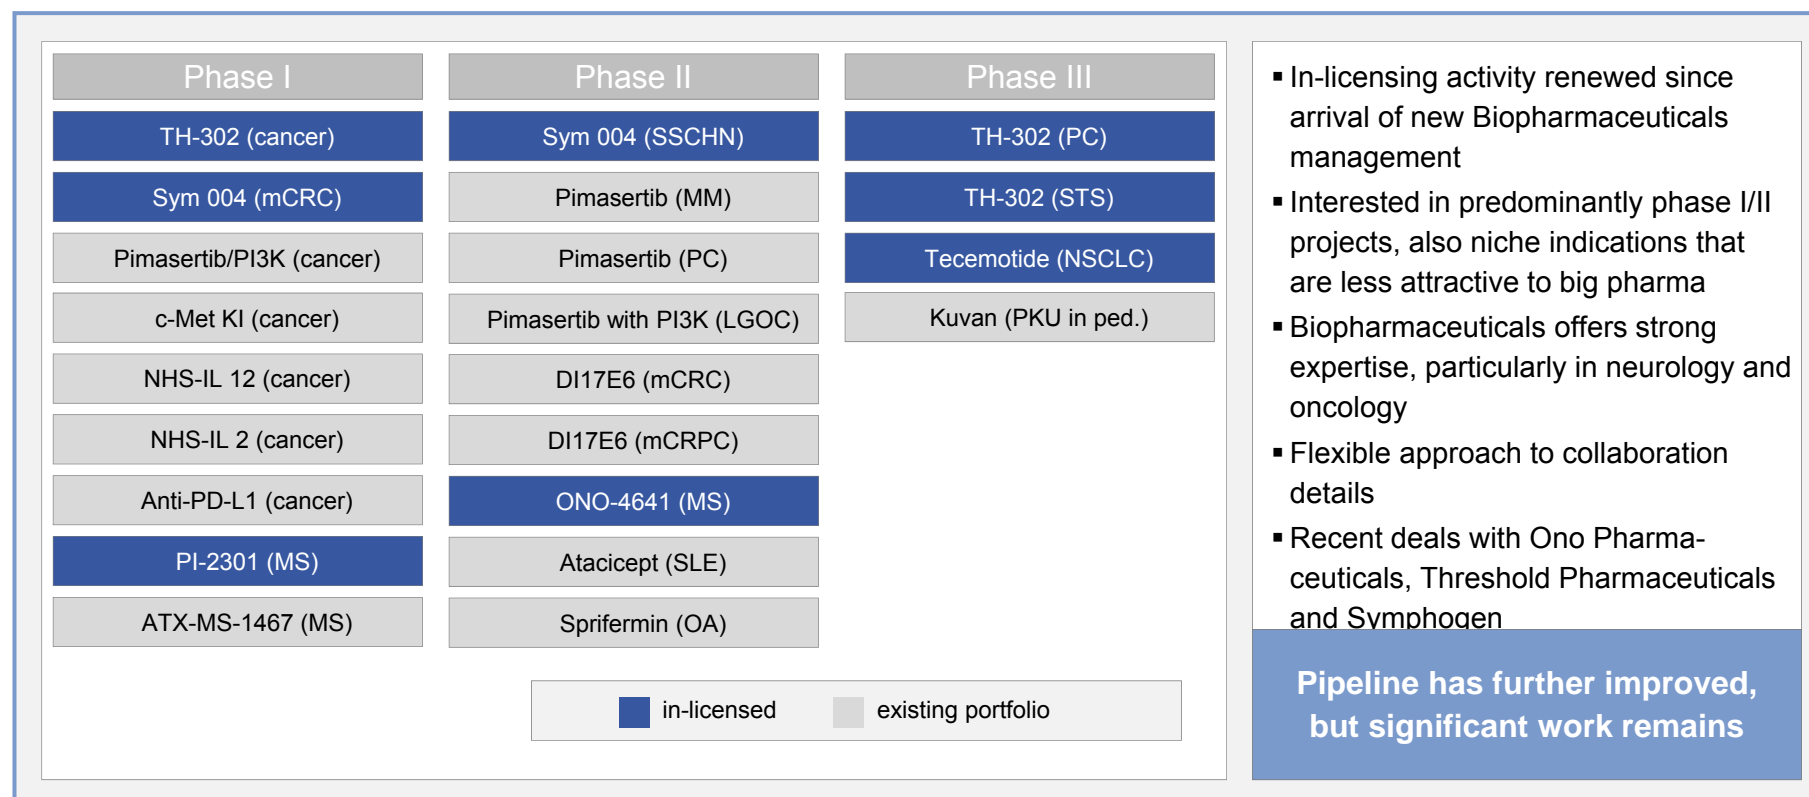 Phase I
TH-302 (cancer)
Sym 004 (mCRC)
Pimasertib/PI3K (cancer)
c-Met KI (cancer)
NHS-IL 12 (cancer)
NHS-IL 2 (cancer)
Anti-PD-L1 (cancer)
PI-2301 (MS)
ATX-MS-1467 (MS)
Phase II
Sym 004 (SSCHN)
Pimasertib (MM)
Pimasertib (PC)
Pimasertib with PI3K (LGOC)
DI17E6 (mCRC)
DI17E6 (mCRPC)
ONO-4641 (MS)
Atacicept (SLE)
Sprifermin (OA)
Phase III
TH-302 (PC)
TH-302 (STS)
Tecemotide (NSCLC)
Kuvan (PKU in ped.)
in-licensed
existing portfolio
▪ In-licensing activity renewed since
arrival of new Biopharmaceuticals
management
▪ Interested in predominantly phase I/II
projects, also niche indications that
are less attractive to big pharma
▪ Biopharmaceuticals offers strong
expertise, particularly in neurology and
oncology
▪ Flexible approach to collaboration
details
▪ Recent deals with Ono Pharma-
ceuticals, Threshold Pharmaceuticals
and Symphogen
Pipeline has further improved,
but significant work remains